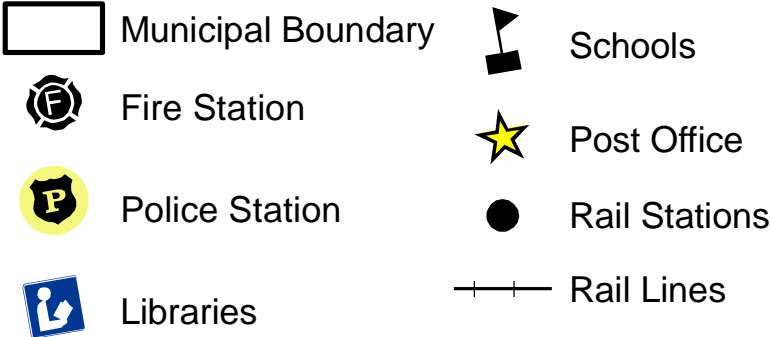 Municipal Boundary
F
Fire Station
P
Police Station
Libraries
Schools
Post Office
Rail Stations
Rail Lines